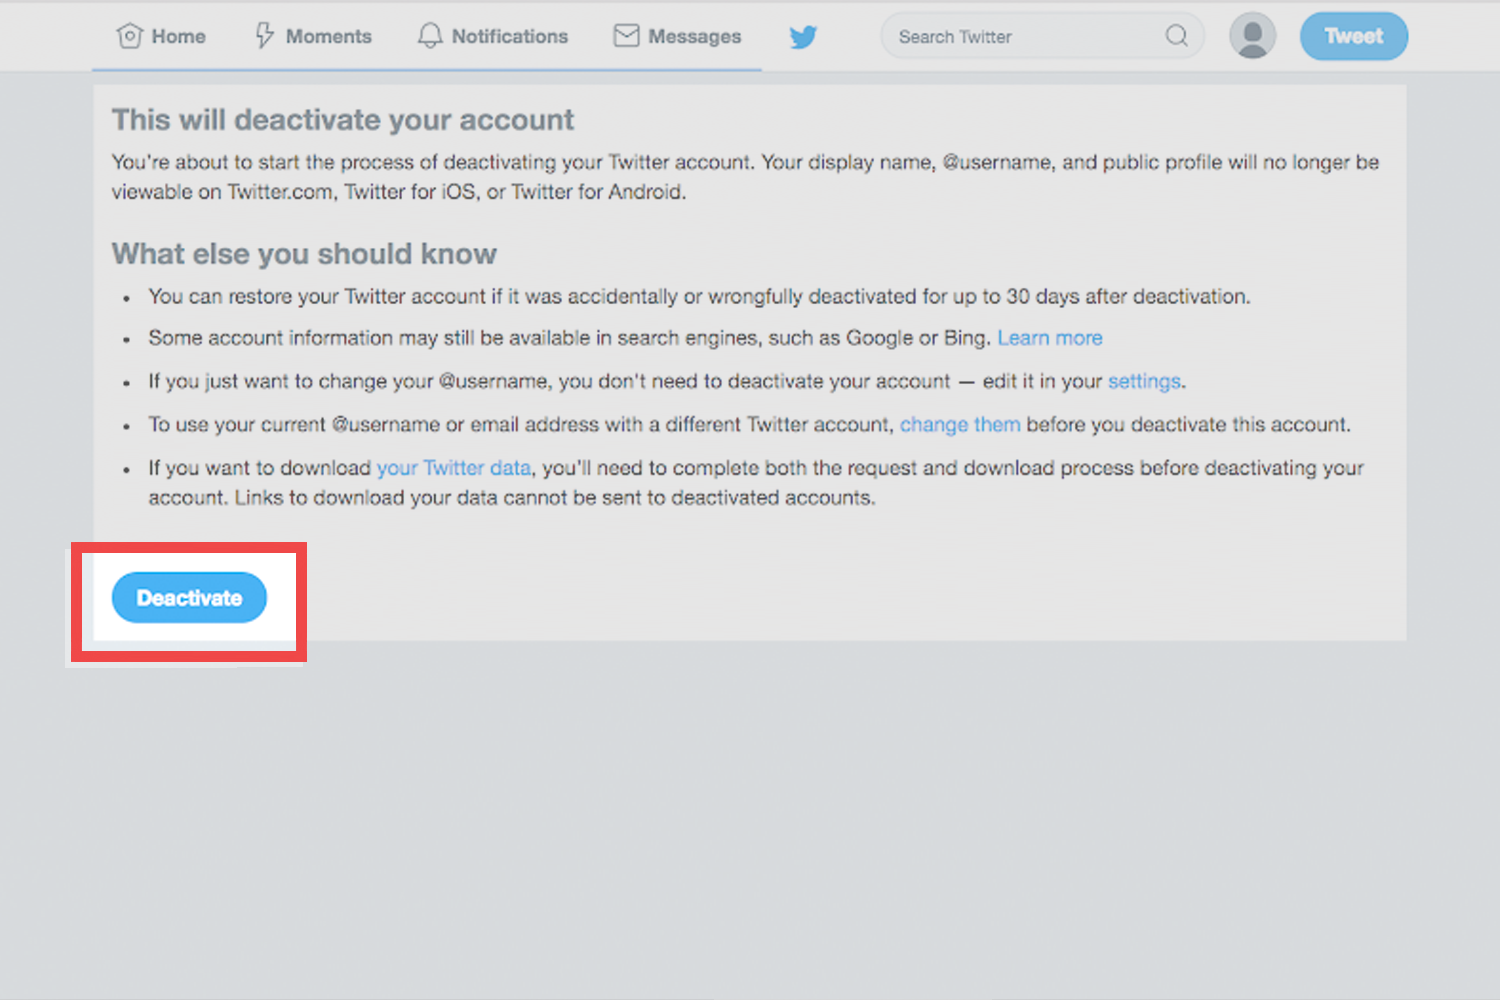 Home Moments Notifications Messages Search Twitter Tweet
This will deactivate your account
You're about to start the process of deactivating your Twitter account. Your display name, @username, and public profile will no longer be
viewable on Twitter.com, Twitter for iOS, or Twitter for Android.
What else you should know
• You can restore your Twitter account if it was accidentally or wrongfully deactivated for up to 30 days after deactivation.
• Some account information may still be available in search engines, such as Google or Bing. Learn more
• If you just want to change your @username, you don't need to deactivate your account — edit it in your settings.
• To use your current @username or email address with a different Twitter account, change them before you deactivate this account.
• If you want to download your Twitter data, you'll need to complete both the request and download process before deactivating your
account. Links to download your data cannot be sent to deactivated accounts.
Deactivate